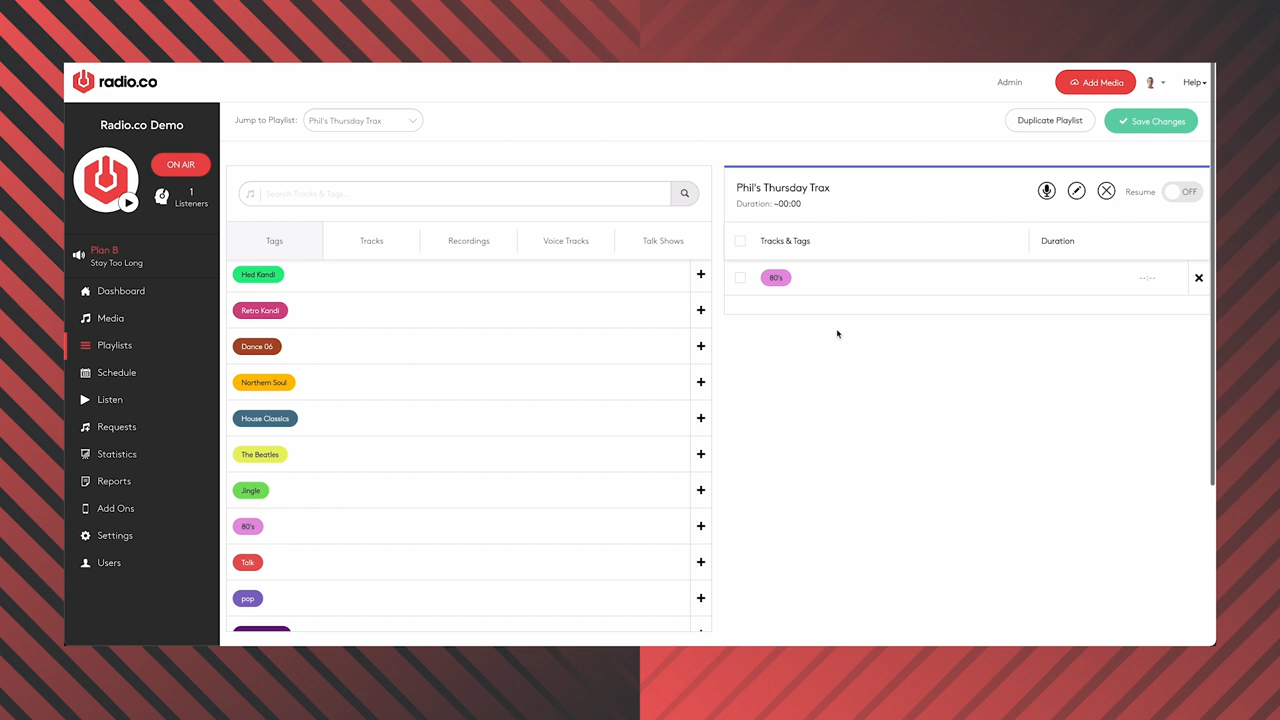 radio.co
Admin
Add Media
Help
Radio.co Demo
ON AIR
1
Listeners
Plan B
Stay Too Long
Dashboard
Media
Playlists
Schedule
Listen
Requests
Statistics
Reports
Add Ons
Settings
Users
Jump to Playlist:
Phil's Thursday Trax
Duplicate Playlist
Save Changes
Search Tracks & Tags...
Tags
Tracks
Recordings
Voice Tracks
Talk Shows
Hed Kandi
Retro Kandi
Dance 06
Northern Soul
House Classics
The Beatles
Jingle
80's
Talk
pop
Phil's Thursday Trax
Duration: ~00:00
Resume
OFF
Tracks & Tags
Duration
80's
--:--